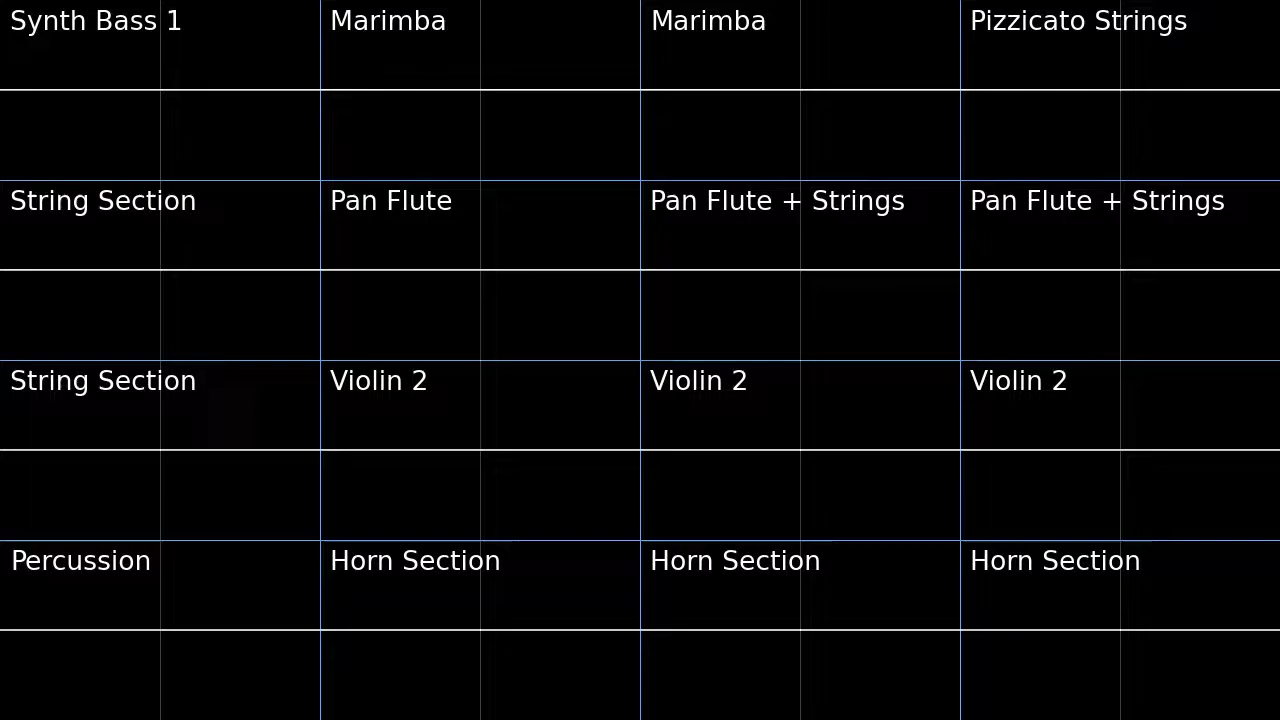 Synth Bass 1
Marimba
Marimba
Pizzicato Strings
String Section
Pan Flute
Pan Flute + Strings
Pan Flute + Strings
String Section
Violin 2
Violin 2
Violin 2
Percussion
Horn Section
Horn Section
Horn Section